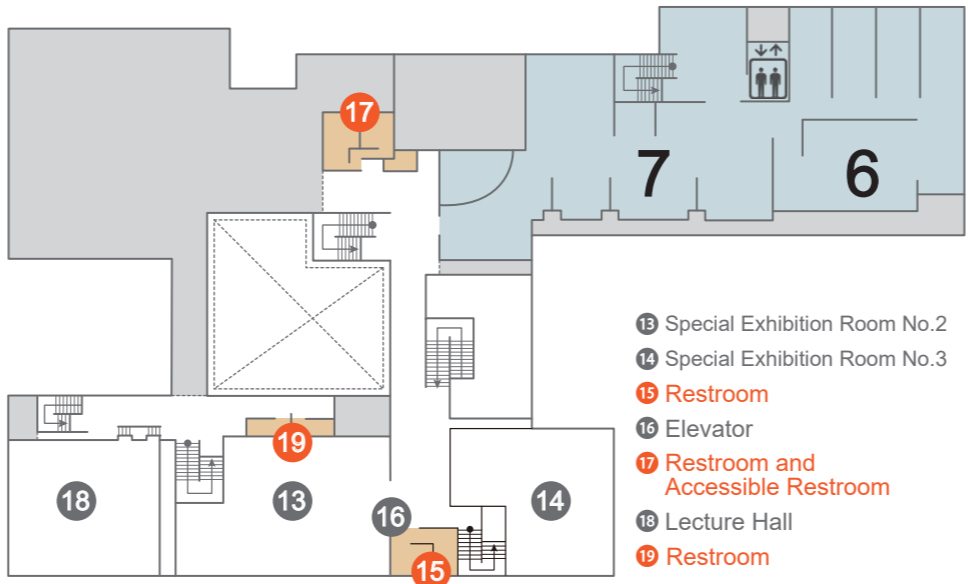 17
7
6
13 Special Exhibition Room No.2
14 Special Exhibition Room No.3
15 Restroom
16 Elevator
17 Restroom and
Accessible Restroom
18 Lecture Hall
19 Restroom
19
18
13
16
14
15